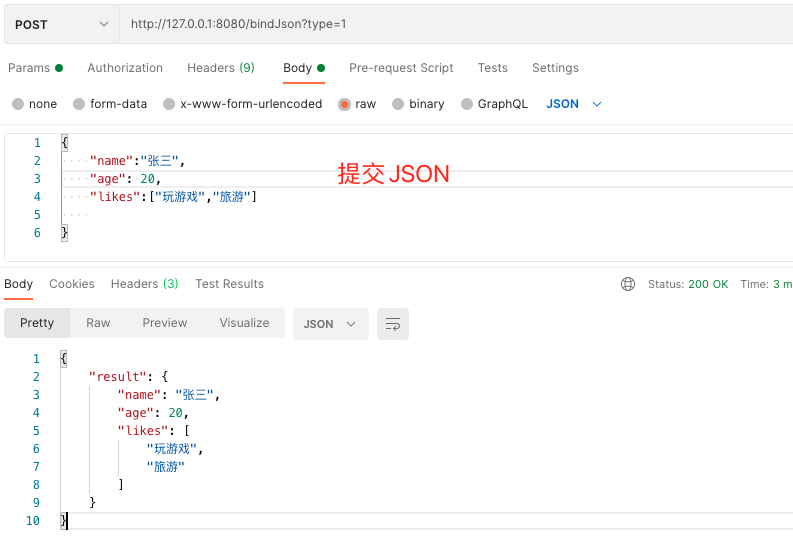 POST http://127.0.0.1:8080/bindJson?type=1
Params Authorization Headers (9) Body Pre-request Script Tests Settings
none form-data x-www-form-urlencoded raw binary GraphQL JSON
1 {
2 "name":"张三",
提交JSON
3 "age": 20,
4 "likes":["玩游戏","旅游"]
5
6 }
Body Cookies Headers (3) Test Results Status: 200 OK Time: 3 m
Pretty Raw Preview Visualize JSON
1 {
2 "result": {
3 "name": "张三",
4 "age": 20,
5 "likes": [
6 "玩游戏",
7 "旅游"
8 ]
9 }
10 }